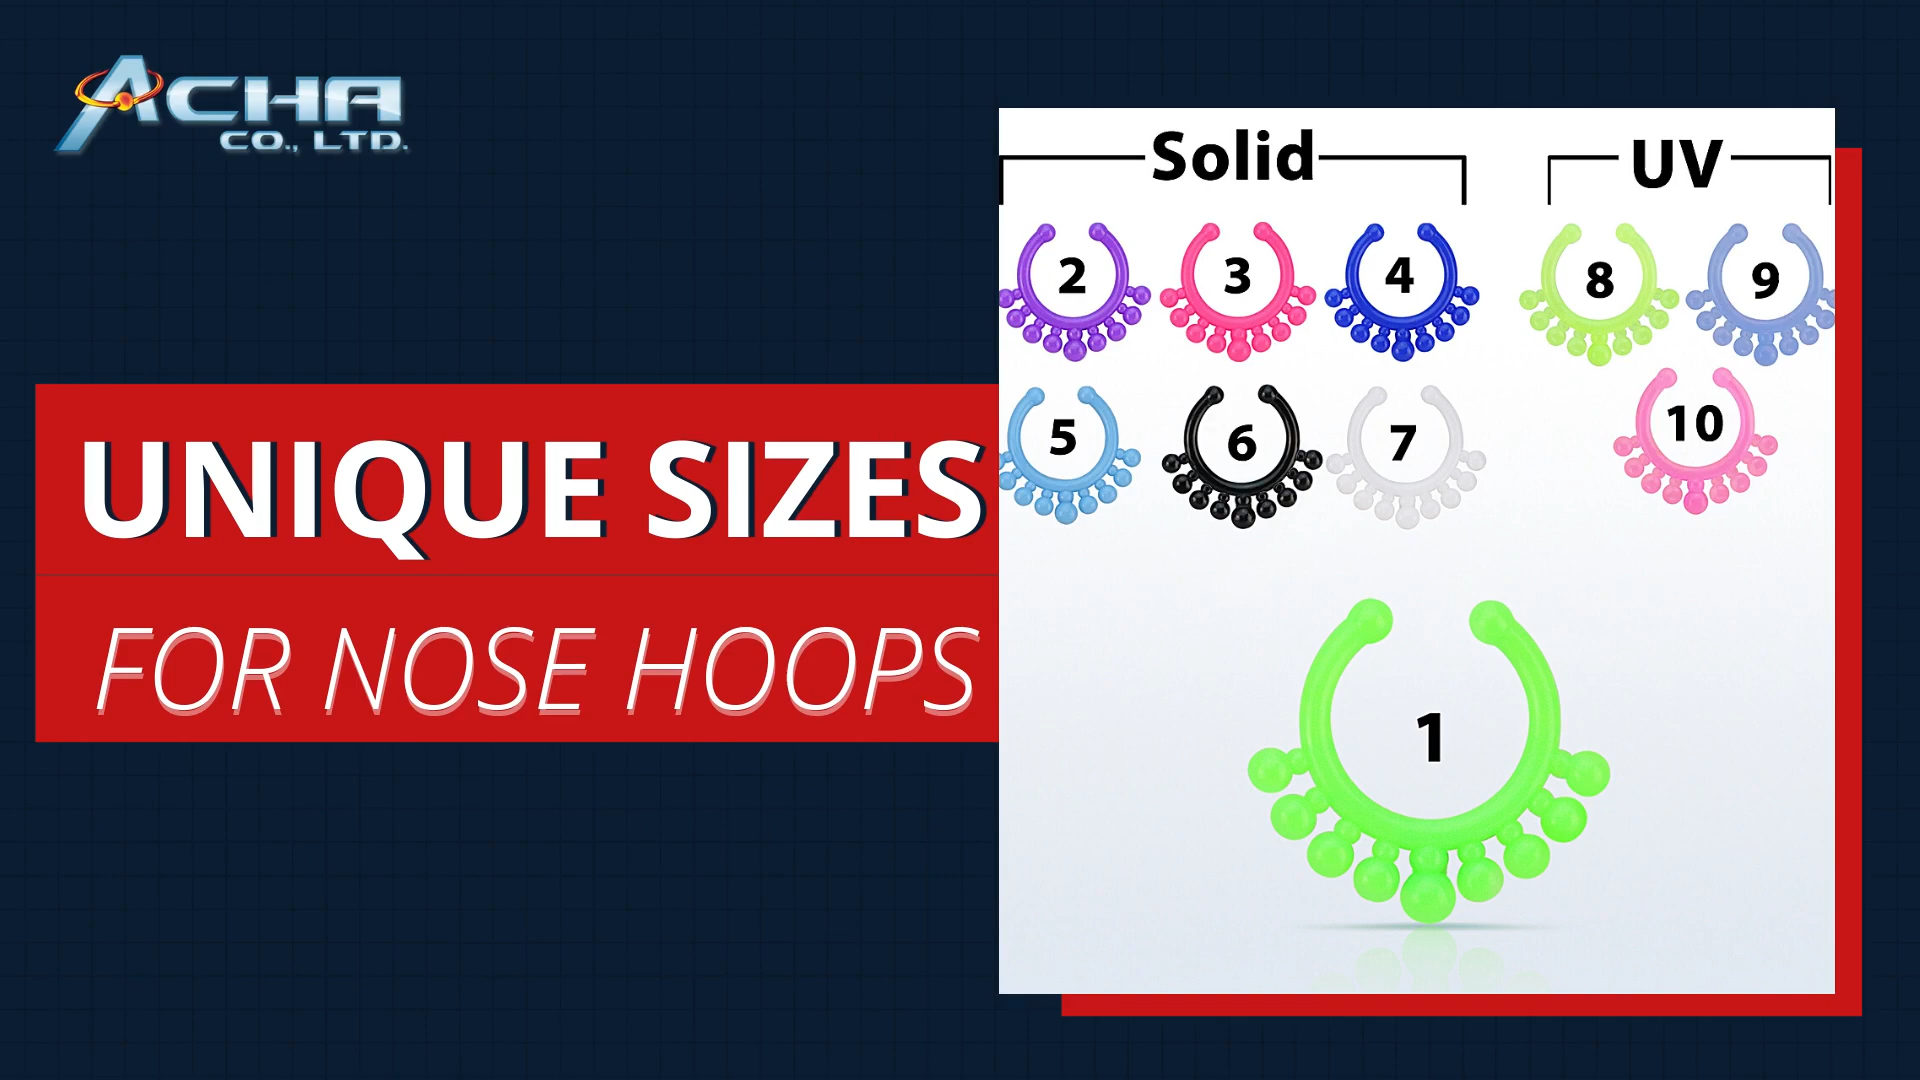 ACHA
CO., LTD.
UNIQUE SIZES
FOR NOSE HOOPS
Solid UV
2 3 4 8 9
5 6 7 10
1